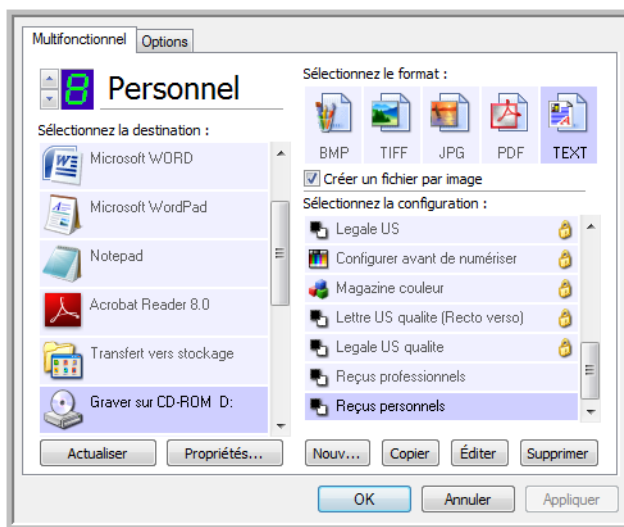 Multifonctionnel
Options
8
Personnel
Sélectionnez la destination :
Microsoft WORD
Microsoft WordPad
Notepad
Acrobat Reader 8.0
Transfert vers stockage
Graver sur CD-ROM  D:
Actualiser
Propriétés...
Sélectionnez le format :
BMP
TIFF
JPG
PDF
TEXT
Créer un fichier par image
Sélectionnez la configuration :
Legale US
Configurer avant de numériser
Magazine couleur
Lettre US qualite (Recto verso)
Legale US qualite
Reçus professionnels
Reçus personnels
Nouv...
Copier
Éditer
Supprimer
OK
Annuler
Appliquer